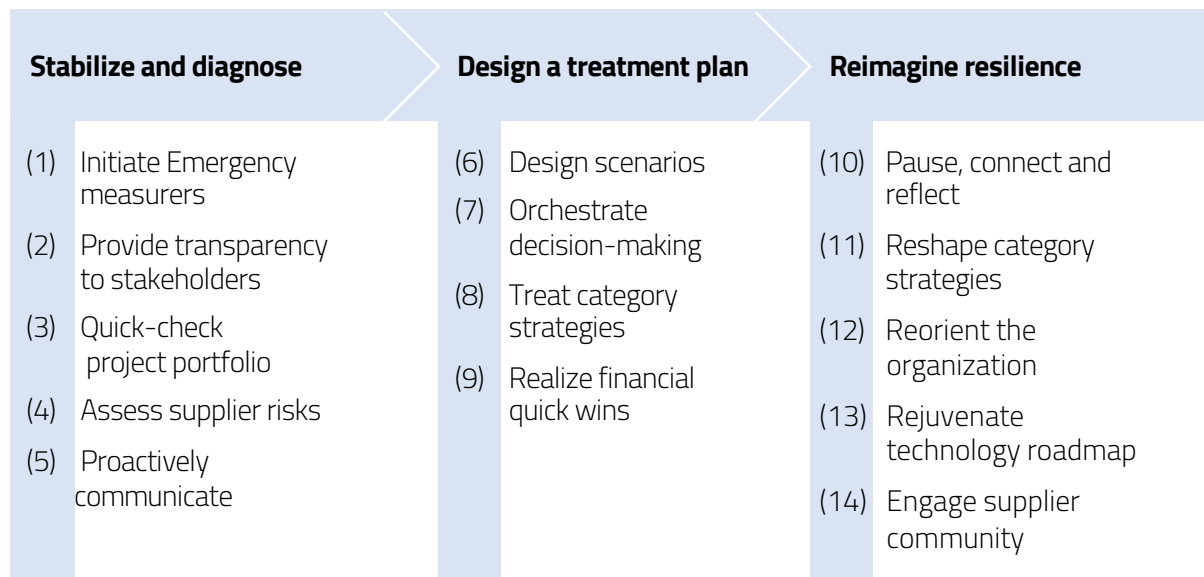 Stabilize and diagnose
(1) Initiate Emergency
measurers
(2) Provide transparency
to stakeholders
(3) Quick-check
project portfolio
(4) Assess supplier risks
(5) Proactively
communicate
Design a treatment plan
(6) Design scenarios
(7) Orchestrate
decision-making
(8) Treat category
strategies
(9) Realize financial
quick wins
Reimagine resilience
(10) Pause, connect and
reflect
(11) Reshape category
strategies
(12) Reorient the
organization
(13) Rejuvenate
technology roadmap
(14) Engage supplier
community